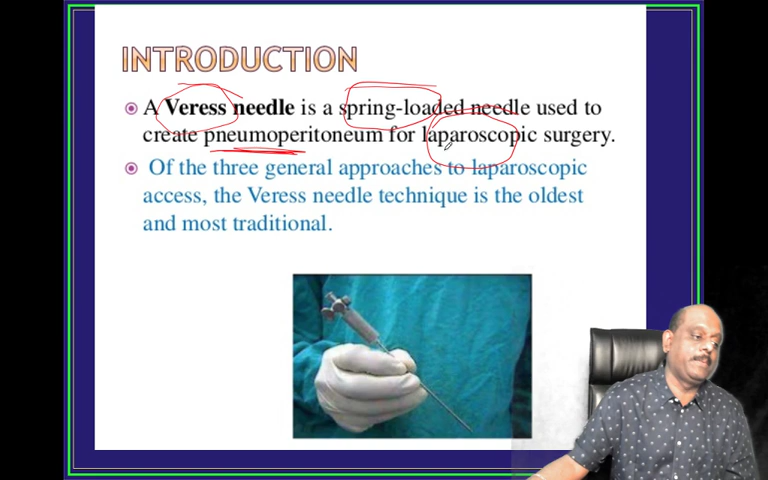 INTRODUCTION
A Veress needle is a spring-loaded needle used to
create pneumoperitoneum for laparoscopic surgery.
Of the three general approaches to laparoscopic
access, the Veress needle technique is the oldest
and most traditional.